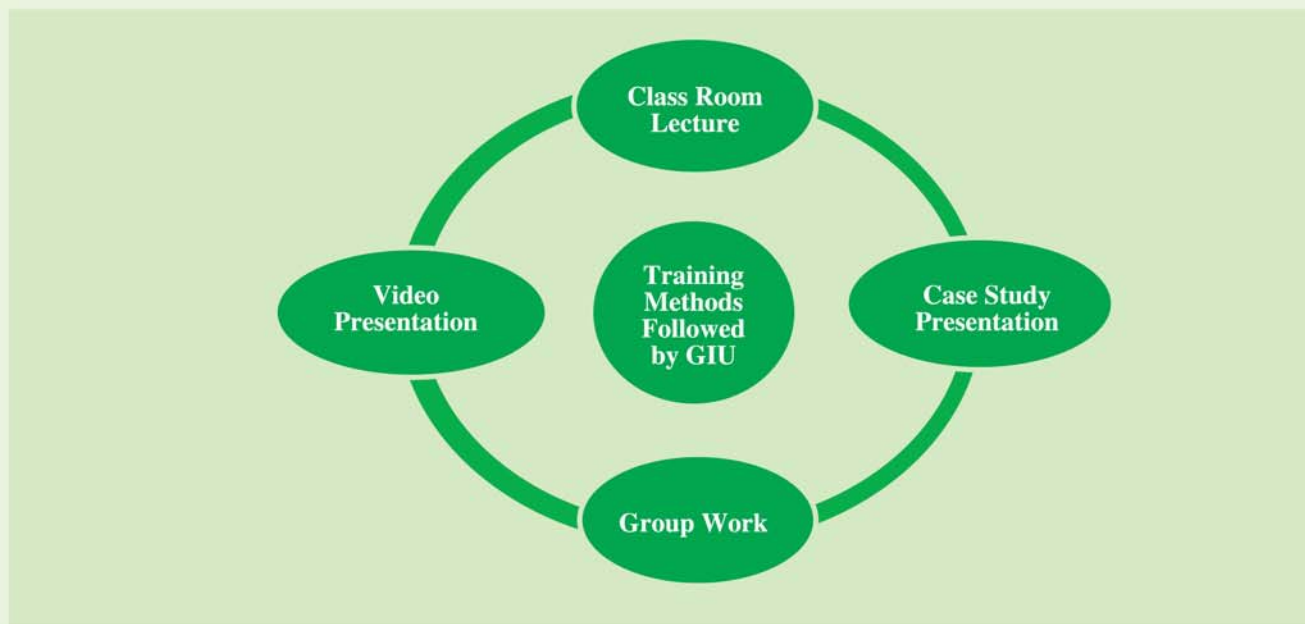 Class Room
Lecture
Video
Presentation
Training
Methods
Followed
by GIU
Case Study
Presentation
Group Work